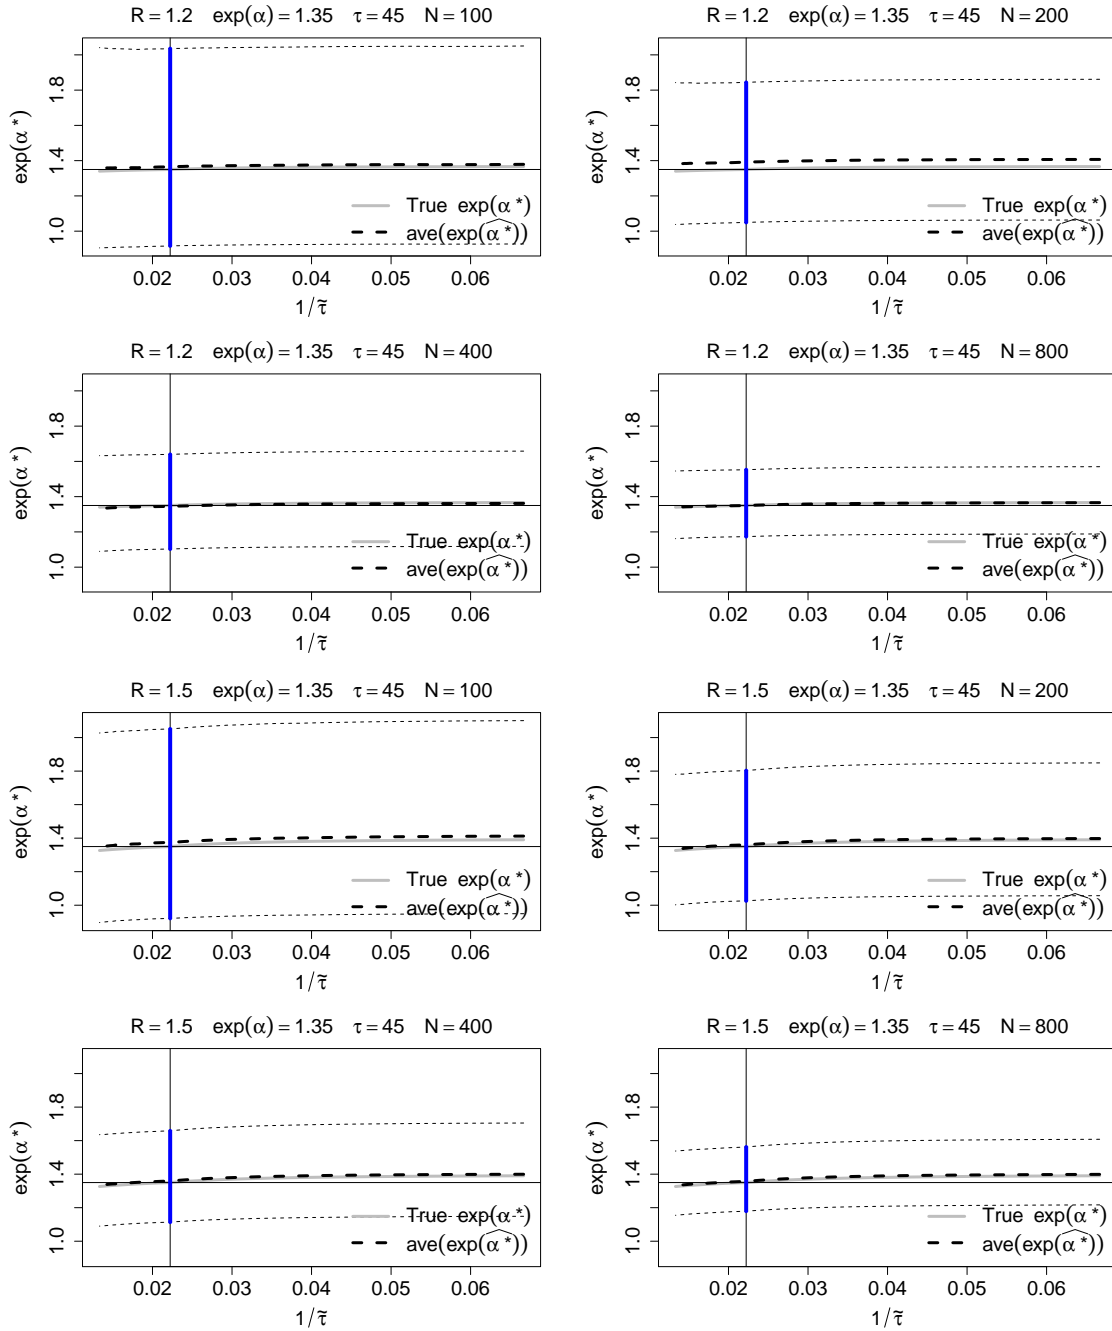 R = 1.2 exp(α) = 1.35 τ = 45 N = 100
exp(α*)
1.0 1.4 1.8
True exp(α*)
ave(exp(α̂*))
0.02 0.03 0.04 0.05 0.06
1/τ̃
R = 1.2 exp(α) = 1.35 τ = 45 N = 200
exp(α*)
1.0 1.4 1.8
True exp(α*)
ave(exp(α̂*))
0.02 0.03 0.04 0.05 0.06
1/τ̃
R = 1.2 exp(α) = 1.35 τ = 45 N = 400
exp(α*)
1.0 1.4 1.8
True exp(α*)
ave(exp(α̂*))
0.02 0.03 0.04 0.05 0.06
1/τ̃
R = 1.2 exp(α) = 1.35 τ = 45 N = 800
exp(α*)
1.0 1.4 1.8
True exp(α*)
ave(exp(α̂*))
0.02 0.03 0.04 0.05 0.06
1/τ̃
R = 1.5 exp(α) = 1.35 τ = 45 N = 100
exp(α*)
1.0 1.4 1.8
True exp(α*)
ave(exp(α̂*))
0.02 0.03 0.04 0.05 0.06
1/τ̃
R = 1.5 exp(α) = 1.35 τ = 45 N = 200
exp(α*)
1.0 1.4 1.8
True exp(α*)
ave(exp(α̂*))
0.02 0.03 0.04 0.05 0.06
1/τ̃
R = 1.5 exp(α) = 1.35 τ = 45 N = 400
exp(α*)
1.0 1.4 1.8
True exp(α*)
ave(exp(α̂*))
0.02 0.03 0.04 0.05 0.06
1/τ̃
R = 1.5 exp(α) = 1.35 τ = 45 N = 800
exp(α*)
1.0 1.4 1.8
True exp(α*)
ave(exp(α̂*))
0.02 0.03 0.04 0.05 0.06
1/τ̃